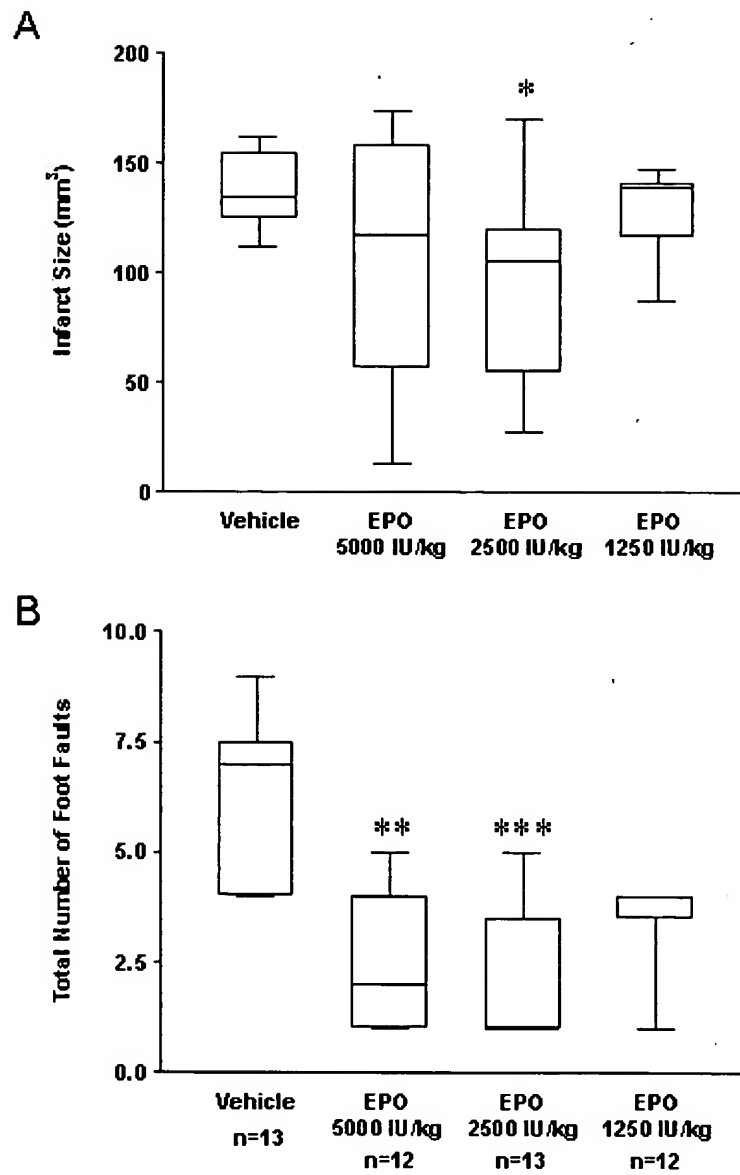 A
200
*
150
100
50
0
Infarct Size (mm³)
Vehicle
EPO
5000 IU/kg
EPO
2500 IU/kg
EPO
1250 IU/kg
B
10.0
7.5
** ***
5.0
2.5
0.0
Total Number of Foot Faults
Vehicle
n=13
EPO
5000 IU/kg
n=12
EPO
2500 IU/kg
n=13
EPO
1250 IU/kg
n=12